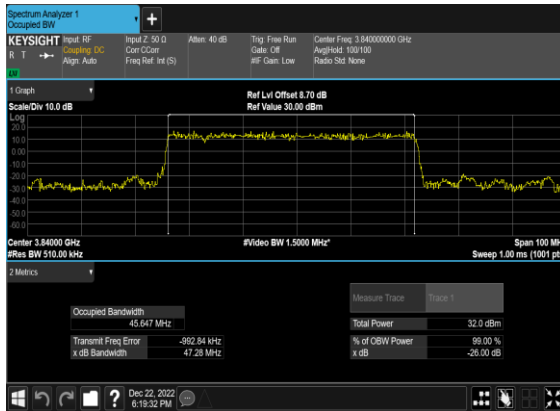 Spectrum Analyzer 1
Occupied BW
KEYSIGHT
R T
Input: RF
Coupling: DC
Align: Auto
Input Z: 50 Ω
Corr CCorr
Freq Ref: Int (S)
Atten: 40 dB
Trig: Free Run
Gate: Off
#IF Gain: Low
Center Freq: 3.840000000 GHz
Avg|Hold: 100/100
Radio Std: None
1 Graph
Scale/Div 10.0 dB
Ref Lvl Offset 8.70 dB
Ref Value 30.00 dBm
Log
20.0
10.0
0.00
-10.0
-20.0
-30.0
-40.0
-50.0
-60.0
Center 3.84000 GHz
#Res BW 510.00 kHz
#Video BW 1.5000 MHz*
Span 100 MH
Sweep 1.00 ms (1001 pt
2 Metrics
Measure Trace
Trace 1
Occupied Bandwidth
45.647 MHz
Total Power
32.0 dBm
Transmit Freq Error
-992.84 kHz
% of OBW Power
99.00 %
x dB Bandwidth
47.28 MHz
x dB
-26.00 dB
?
Dec 22, 2022
6:19:32 PM